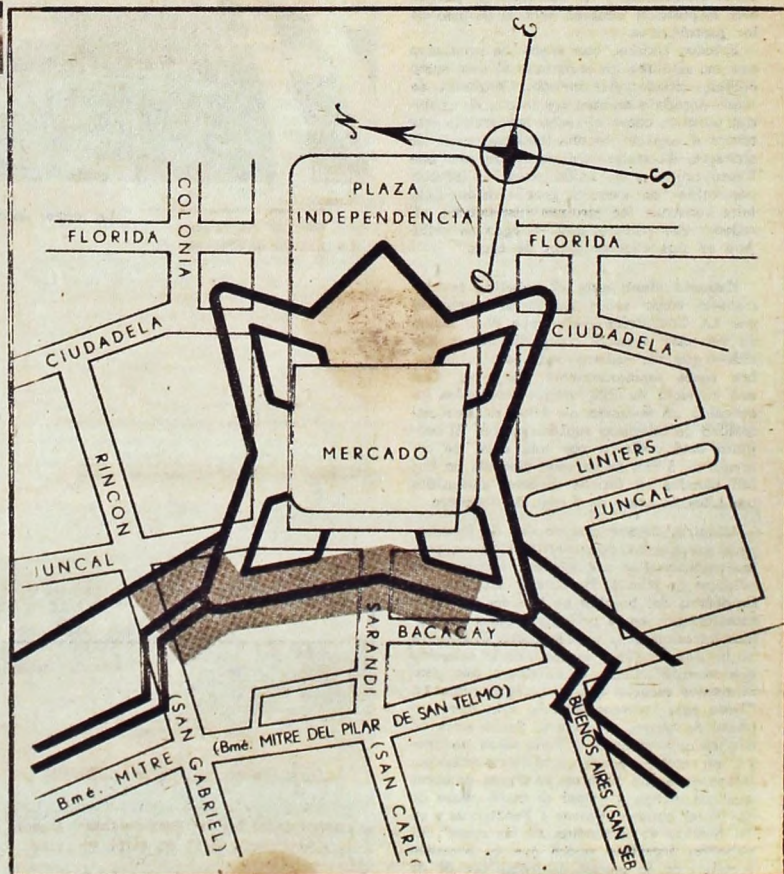 E
N
S
O
PLAZA
INDEPENDENCIA
COLONIA
FLORIDA
FLORIDA
CIUDADELA
CIUDADELA
MERCADO
RINCON
LINIERS
JUNCAL
JUNCAL
SARANDI
BACACAY
(Bmé. MITRE DEL PILAR DE SAN TELMO)
Bmé. MITRE
(SAN GABRIEL)
(SAN CARL
BUENOS AIRES (SAN SEB